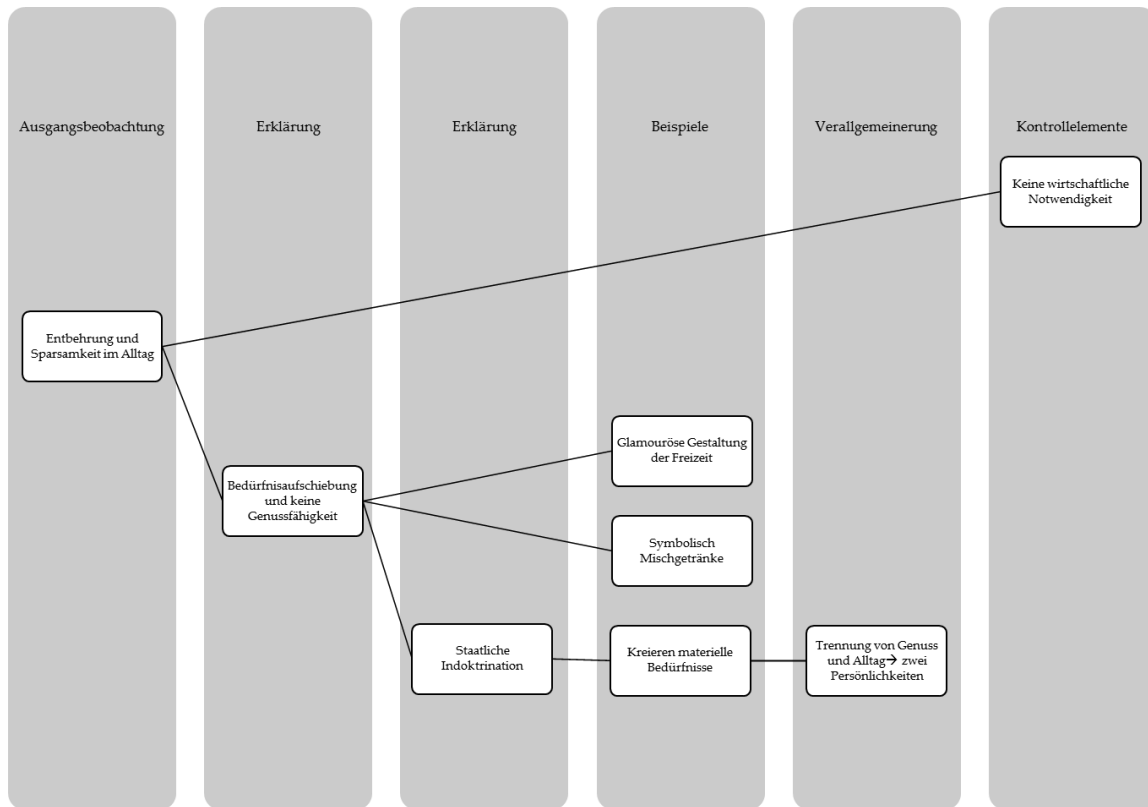 Ausgangsbeobachtung
Erklärung
Erklärung
Beispiele
Verallgemeinerung
Kontrollelemente
Keine wirtschaftliche
Notwendigkeit
Entbehrung und
Sparsamkeit im Alltag
Bedürfnisaufschiebung
und keine
Genussfähigkeit
Glamouröse Gestaltung
der Freizeit
Symbolisch
Mischgetränke
Staatliche
Indoktrination
Kreieren materielle
Bedürfnisse
Trennung von Genuss
und Alltag→ zwei
Persönlichkeiten